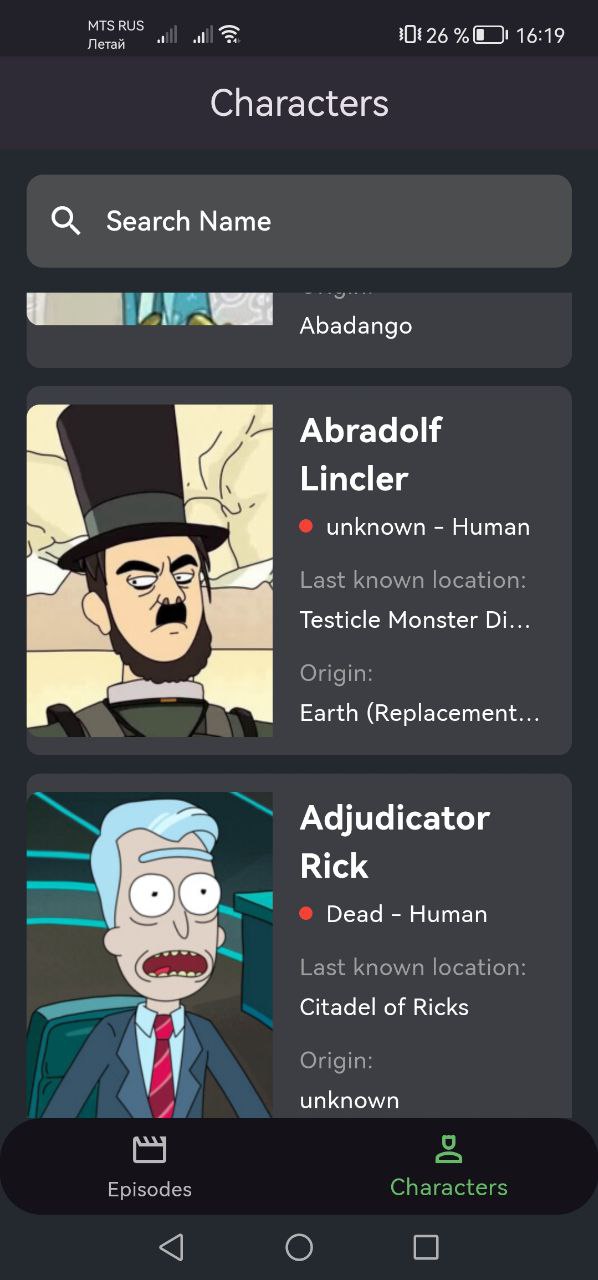 MTS RUS
Летай
26 %
16:19
Characters
Search Name
Origin:
Abadango
Abradolf
Lincler
unknown - Human
Last known location:
Testicle Monster Di...
Origin:
Earth (Replacement...
Adjudicator
Rick
Dead - Human
Last known location:
Citadel of Ricks
Origin:
unknown
Episodes
Characters